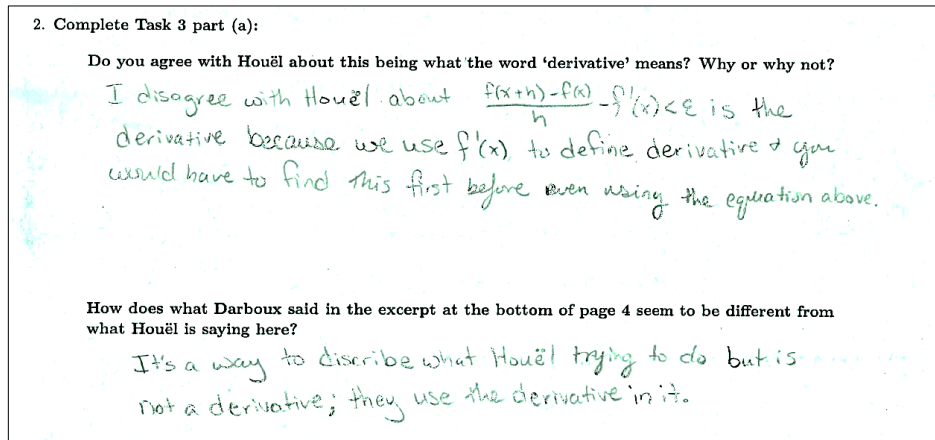 2. Complete Task 3 part (a):
Do you agree with Houël about this being what the word 'derivative' means? Why or why not?
I disagree with Houël about f(x+h)-f(x)/h - f'(x) < ε is the
derivative because we use f'(x) to define derivative & you
would have to find this first before even using the equation above.
How does what Darboux said in the excerpt at the bottom of page 4 seem to be different from
what Houël is saying here?
It's a way to discribe what Houël trying to do but is
not a derivative; they use the derivative in it.